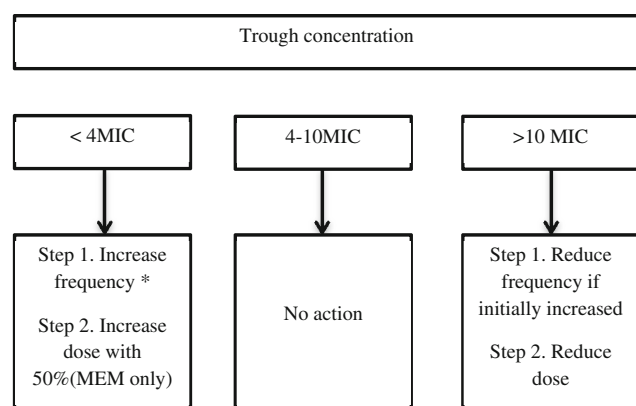 Trough concentration
< 4MIC
4-10MIC
>10 MIC
Step 1. Increase
frequency *
Step 2. Increase
dose with
50%(MEM only)
No action
Step 1. Reduce
frequency if
initially increased
Step 2. Reduce
dose